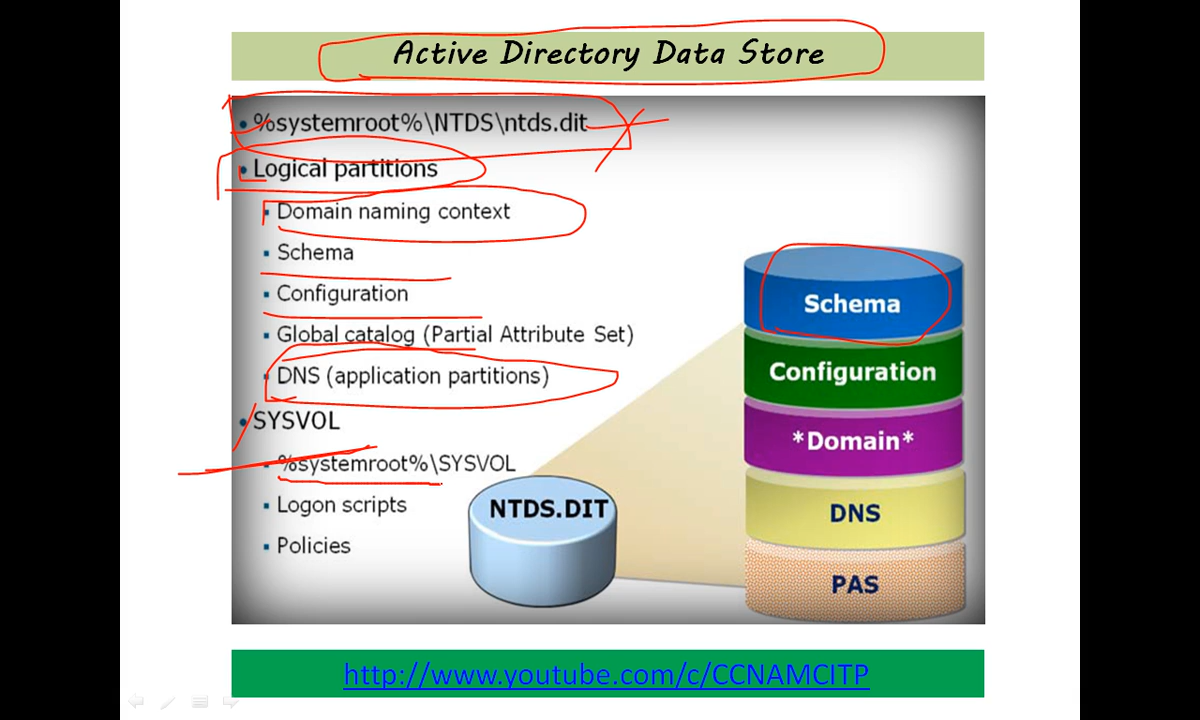 Active Directory Data Store
• %systemroot%\NTDS\ntds.dit
• Logical partitions
▪ Domain naming context
▪ Schema
▪ Configuration
▪ Global catalog (Partial Attribute Set)
▪ DNS (application partitions)
• SYSVOL
▪ %systemroot%\SYSVOL
▪ Logon scripts
▪ Policies
NTDS.DIT
Schema
Configuration
*Domain*
DNS
PAS
http://www.youtube.com/c/CCNAMCITP